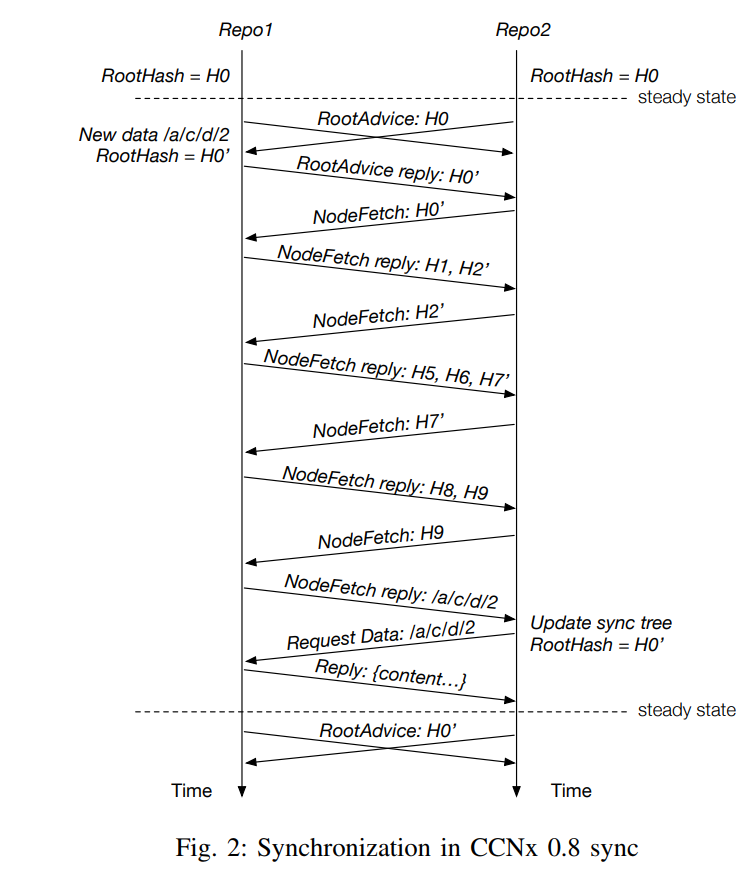 Repo1 Repo2
RootHash = H0 RootHash = H0
steady state
RootAdvice: H0
New data /a/c/d/2
RootHash = H0’
RootAdvice reply: H0’
NodeFetch: H0’
NodeFetch reply: H1, H2’
NodeFetch: H2’
NodeFetch reply: H5, H6, H7’
NodeFetch: H7’
NodeFetch reply: H8, H9
NodeFetch: H9
NodeFetch reply: /a/c/d/2
Update sync tree
RootHash = H0’
Request Data: /a/c/d/2
Reply: {content…}
steady state
RootAdvice: H0’
Time Time
Fig. 2: Synchronization in CCNx 0.8 sync